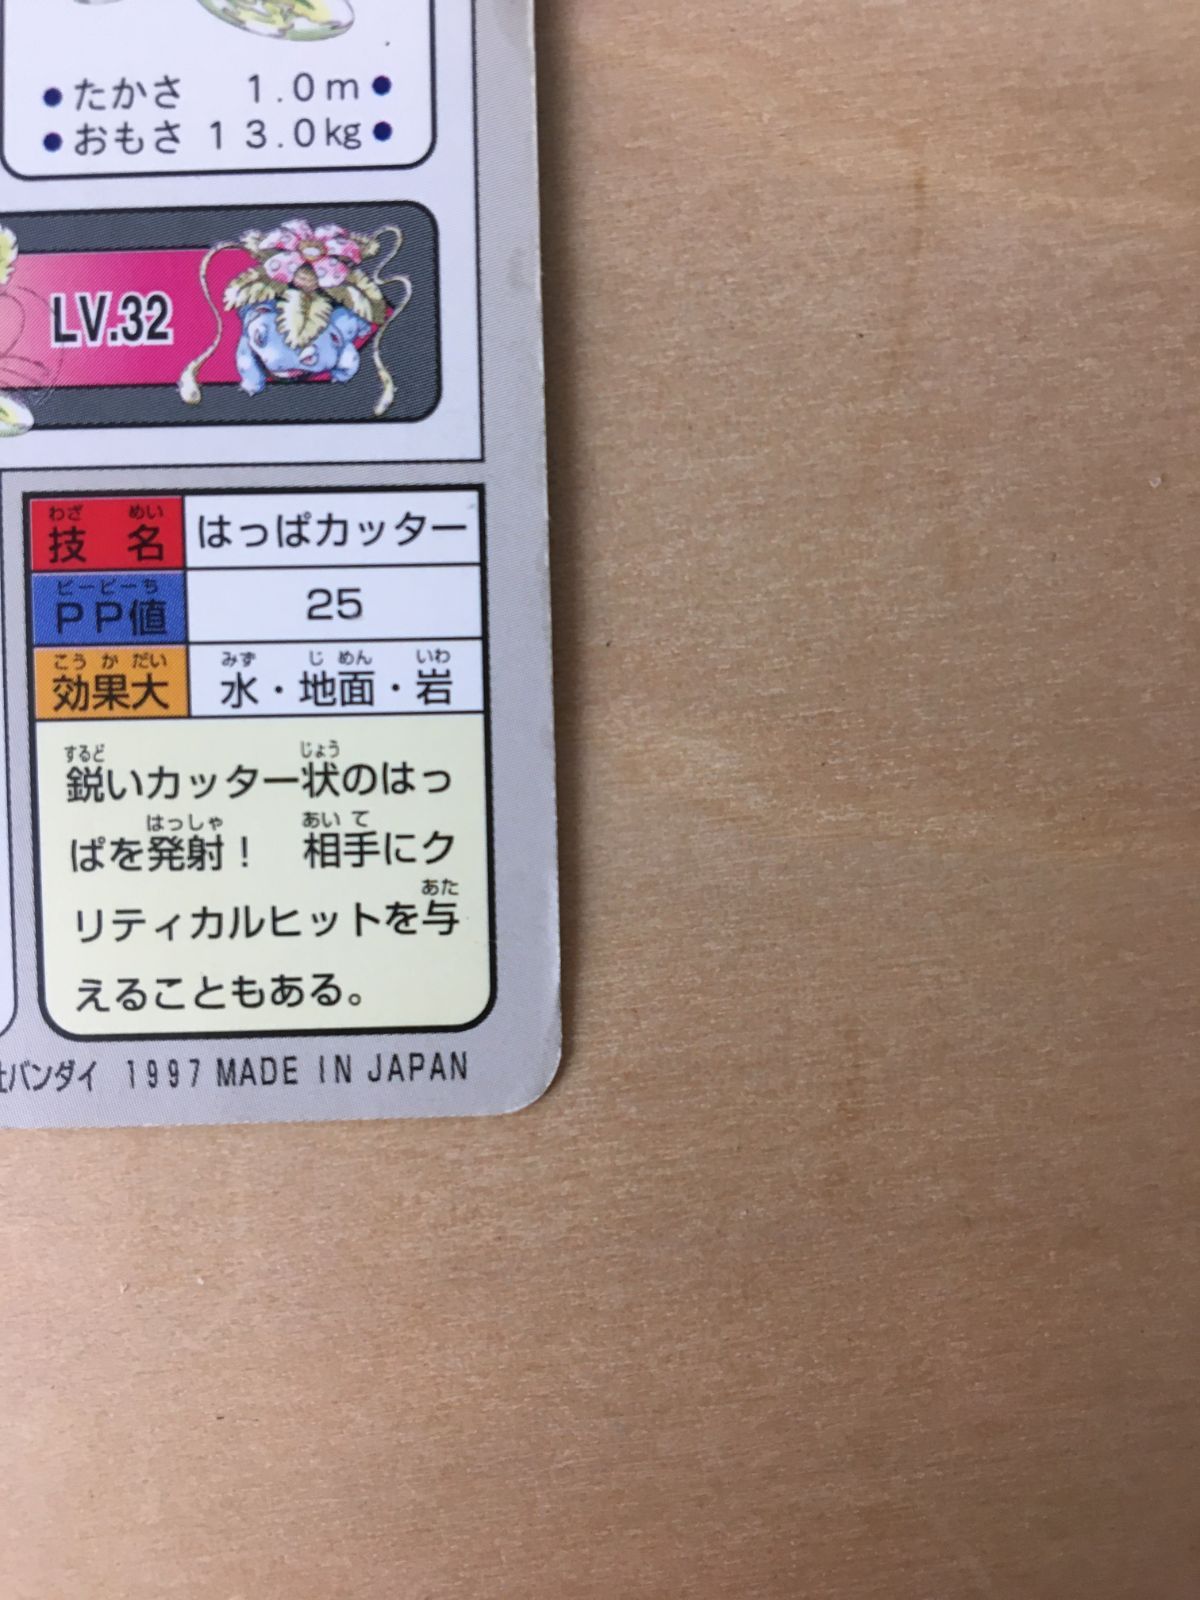 ●たかさ 1.0m●
●おもさ 13.0kg●
LV.32
わざ めい
技名 はっぱカッター
ピーピーち
PP値 25
こうかだい みず じめん いわ
効果大 水・地面・岩
するど じょう
鋭いカッター状のはっ
はっしゃ あいて
ぱを発射! 相手にク
あた
リティカルヒットを与
えることもある。
バンダイ 1997 MADE IN JAPAN